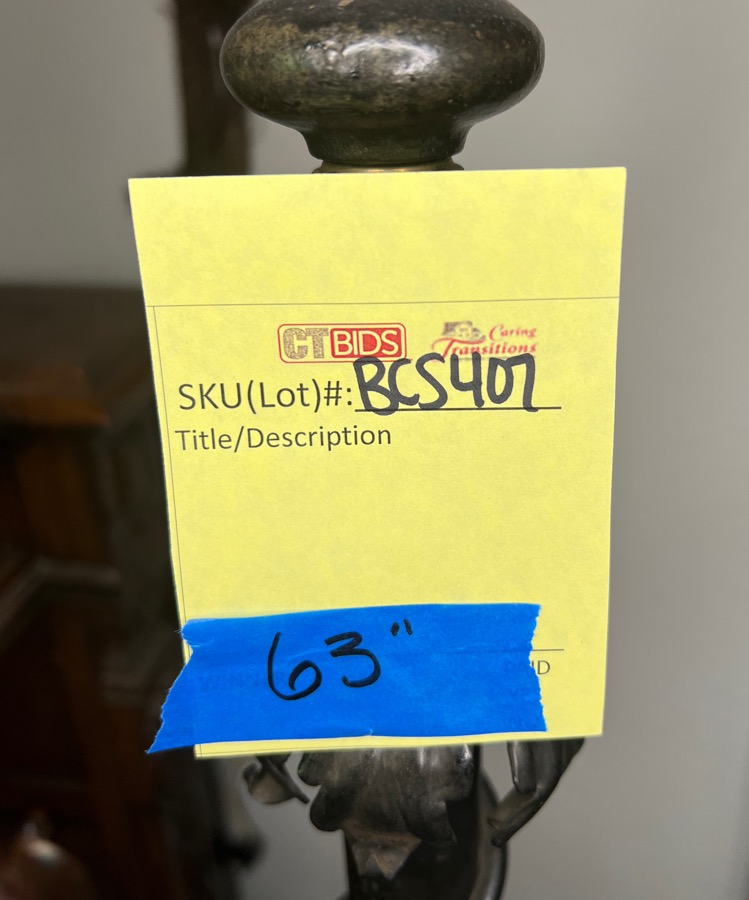 CTBIDS Caring Transitions
SKU(Lot)#: BCS407
Title/Description
63"